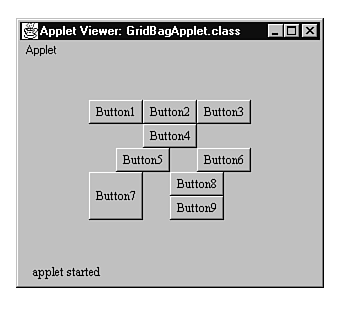 Applet Viewer: GridBagApplet.class
Applet
Button1 Button2 Button3
Button4
Button5 Button6
Button7 Button8
Button9
applet started